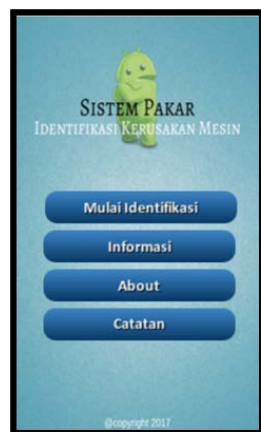 SISTEM PAKAR
IDENTIFIKASI KERUSAKAN MESIN
Mulai Identifikasi
Informasi
About
Catatan
@copyright 2017